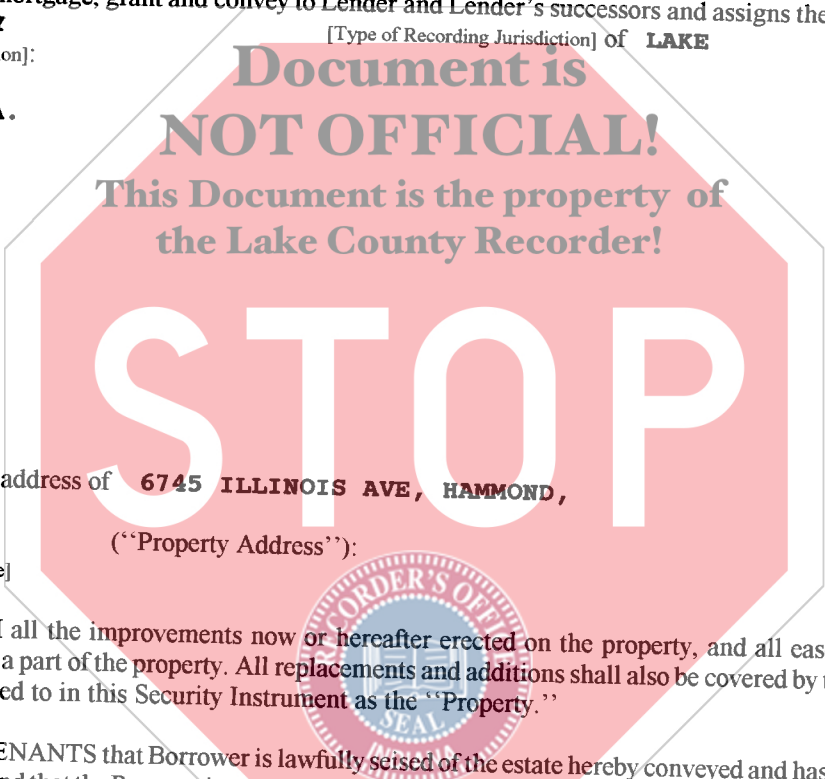 mortgage, grant and convey to Lender and Lender's successors and assigns the
[Type of Recording Jurisdiction] of LAKE
on]:
Document is
NOT OFFICIAL!
This Document is the property of
the Lake County Recorder!
STOP
address of 6745 ILLINOIS AVE, HAMMOND,
(“Property Address”):
e]
all the improvements now or hereafter erected on the property, and all eas
a part of the property. All replacements and additions shall also be covered by
ed to in this Security Instrument as the “Property.”
RECORDER'S OFFI
SEAL
INDIANA
ENANTS that Borrower is lawfully seised of the estate hereby conveyed and has